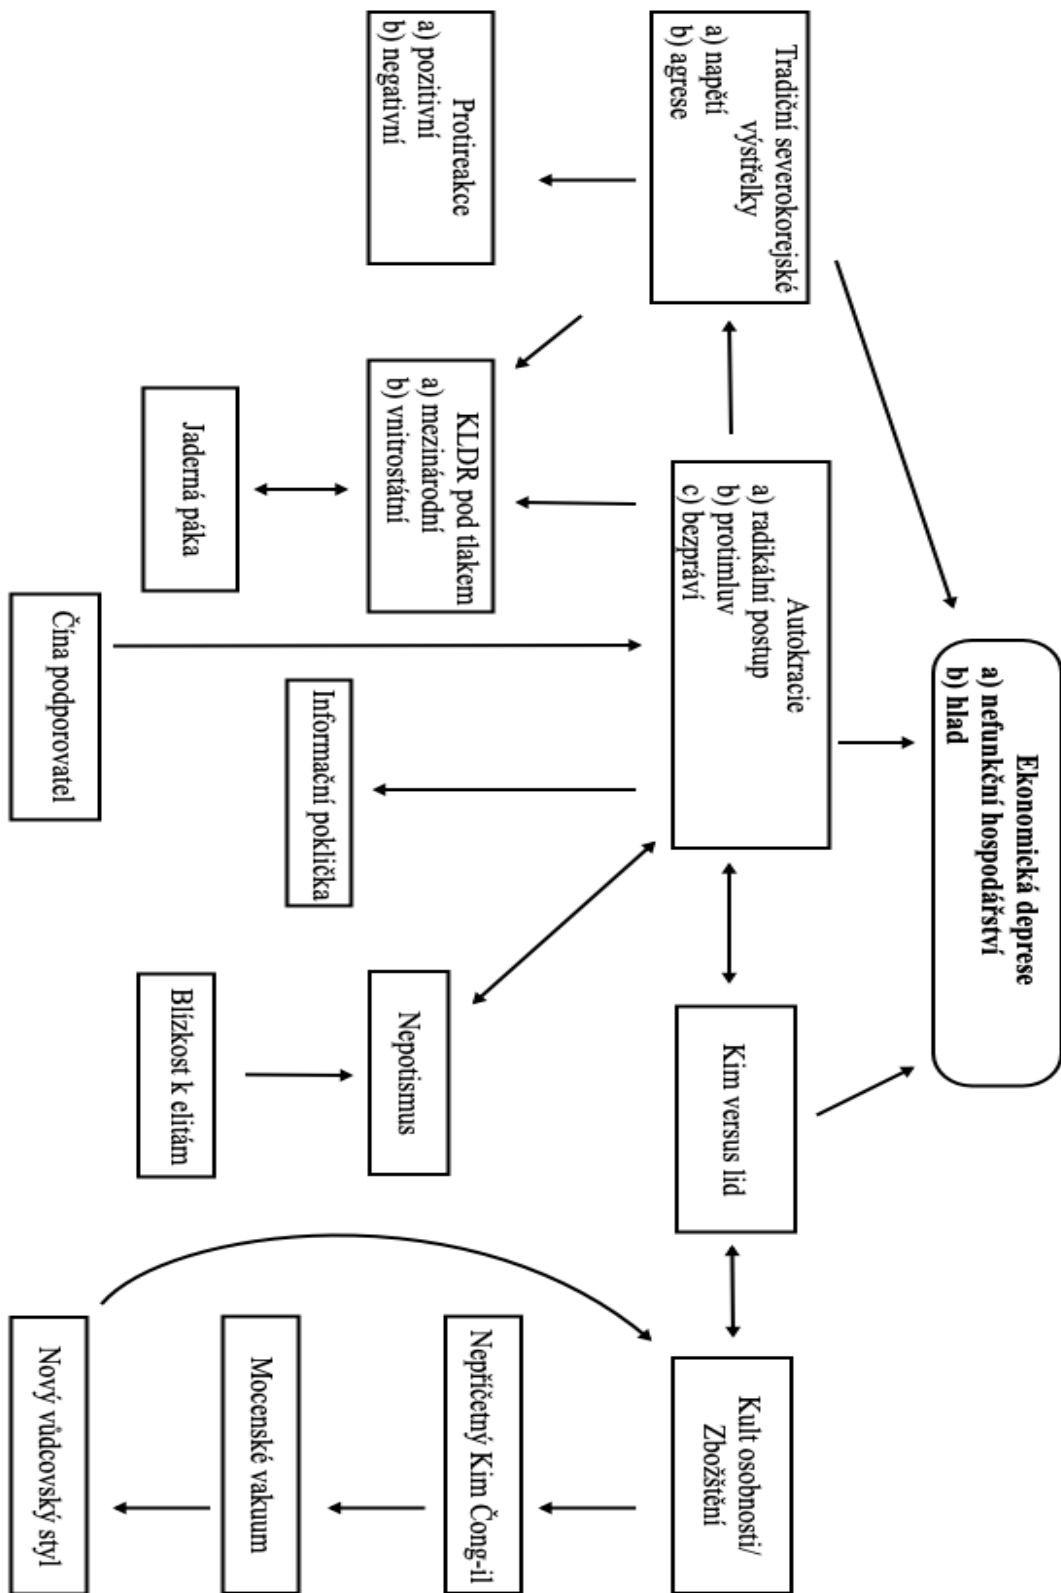 Ekonomická deprese
a) nefunkční hospodářství
b) hlad
Tradiční severokorejské
výstřelky
a) napětí
b) agrese
Autokracie
a) radikální postup
b) protimluv
c) bezpráví
Kim versus lid
Kult osobnosti/
Zbožštění
Protireakce
a) pozitivní
b) negativní
KLDR pod tlakem
a) mezinárodní
b) vnitrostátní
Nepotismus
Nepříčetný Kim Čong-il
Informační poklička
Jaderná páka
Blízkost k elitám
Mocenské vakuum
Čína podporovatel
Nový vůdcovský styl